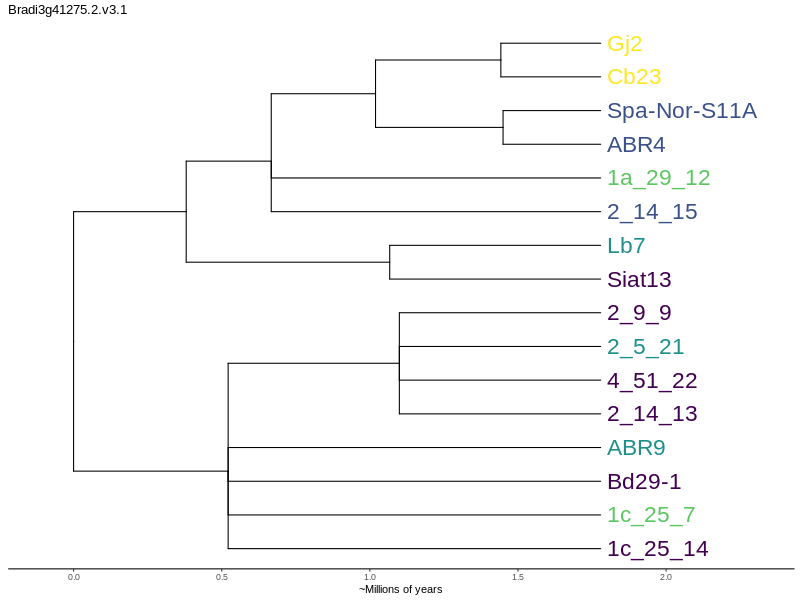 Bradi3g41275.2.v3.1
Gj2
Cb23
Spa-Nor-S11A
ABR4
1a_29_12
2_14_15
Lb7
Siat13
2_9_9
2_5_21
4_51_22
2_14_13
ABR9
Bd29-1
1c_25_7
1c_25_14
0.0 0.5 1.0 1.5 2.0
~Millions of years